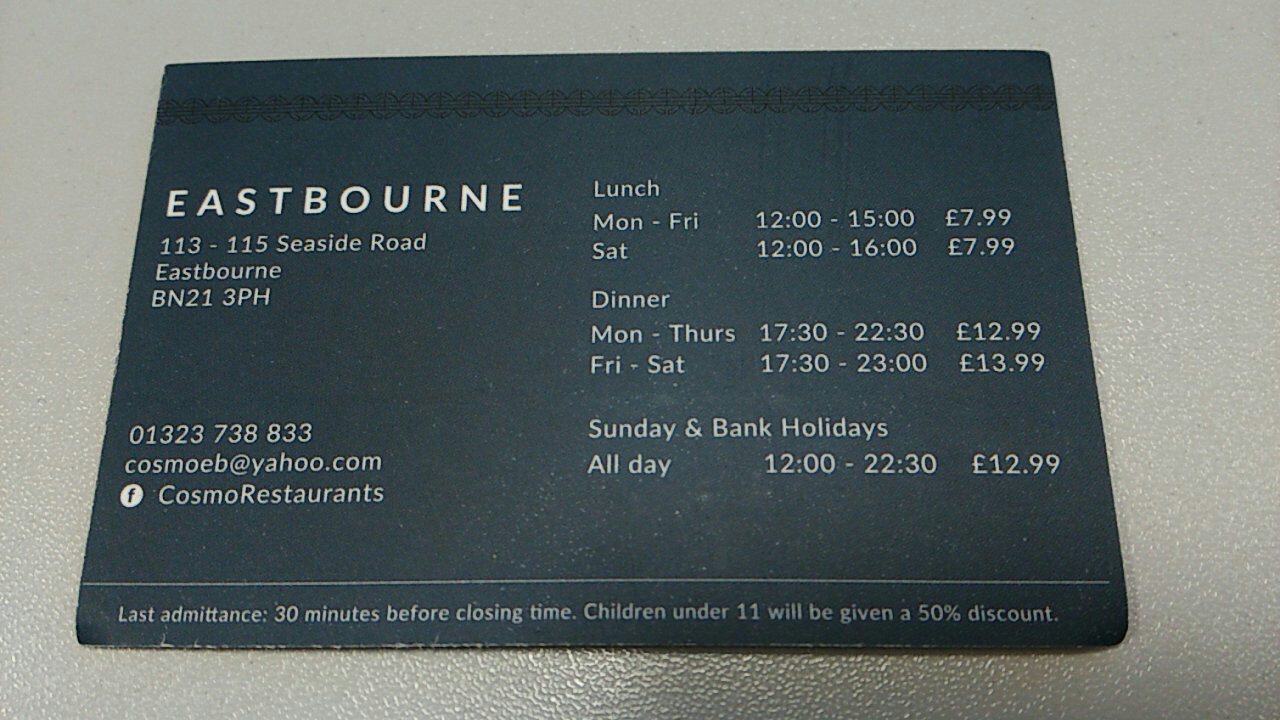 EASTBOURNE
113 - 115 Seaside Road
Eastbourne
BN21 3PH
01323 738 833
cosmoeb@yahoo.com
f CosmoRestaurants
Lunch
Mon - Fri 12:00 - 15:00 £7.99
Sat 12:00 - 16:00 £7.99
Dinner
Mon - Thurs 17:30 - 22:30 £12.99
Fri - Sat 17:30 - 23:00 £13.99
Sunday & Bank Holidays
All day 12:00 - 22:30 £12.99
Last admittance: 30 minutes before closing time. Children under 11 will be given a 50% discount.